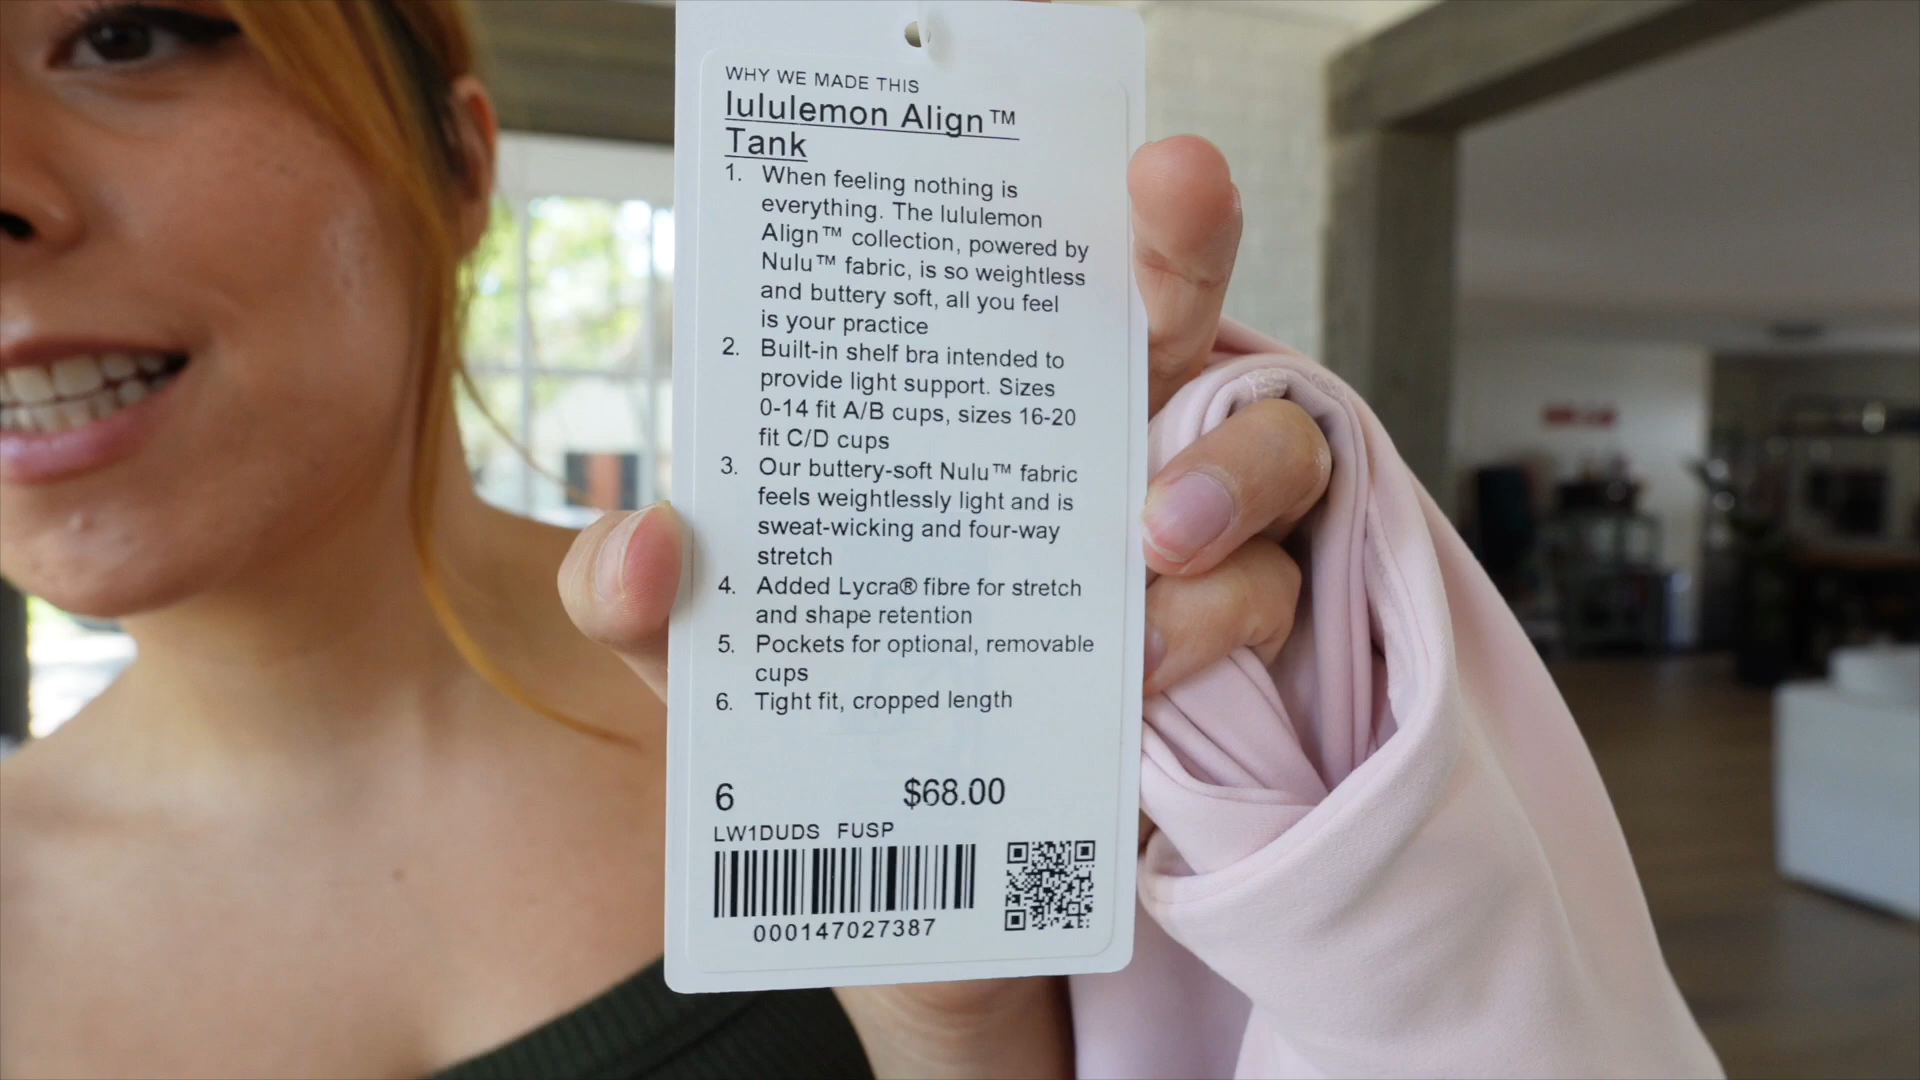 WHY WE MADE THIS
lululemon Align™
Tank
1. When feeling nothing is
everything. The lululemon
Align™ collection, powered by
Nulu™ fabric, is so weightless
and buttery soft, all you feel
is your practice
2. Built-in shelf bra intended to
provide light support. Sizes
0-14 fit A/B cups, sizes 16-20
fit C/D cups
3. Our buttery-soft Nulu™ fabric
feels weightlessly light and is
sweat-wicking and four-way
stretch
4. Added Lycra® fibre for stretch
and shape retention
5. Pockets for optional, removable
cups
6. Tight fit, cropped length
6 $68.00
LW1DUDS FUSP
000147027387